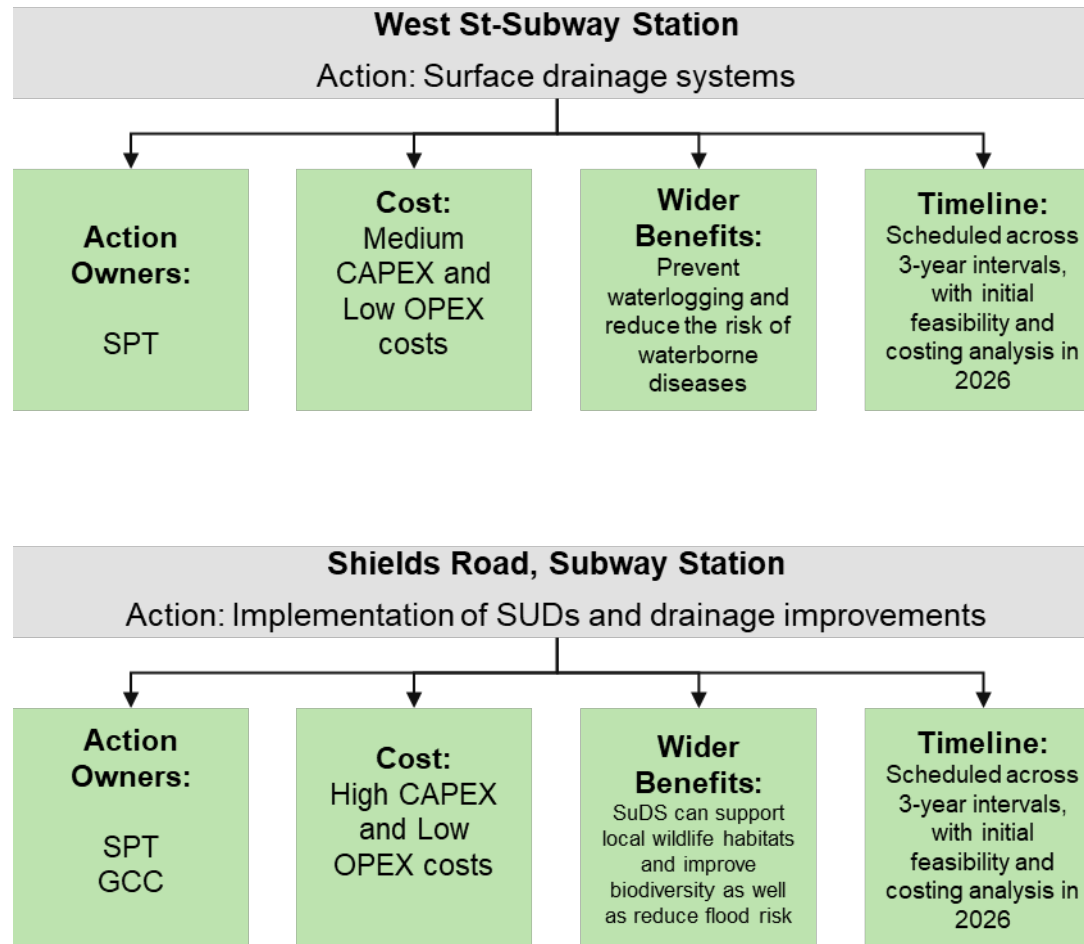 West St-Subway Station
Action: Surface drainage systems
Action
Owners:
SPT
Cost:
Medium
CAPEX and
Low OPEX
costs
Wider
Benefits:
Prevent
waterlogging and
reduce the risk of
waterborne
diseases
Timeline:
Scheduled across
3-year intervals,
with initial
feasibility and
costing analysis in
2026
Shields Road, Subway Station
Action: Implementation of SUDs and drainage improvements
Action
Owners:
SPT
GCC
Cost:
High CAPEX
and Low
OPEX costs
Wider
Benefits:
SuDS can support
local wildlife habitats
and improve
biodiversity as well
as reduce flood risk
Timeline:
Scheduled across
3-year intervals,
with initial
feasibility and
costing analysis in
2026